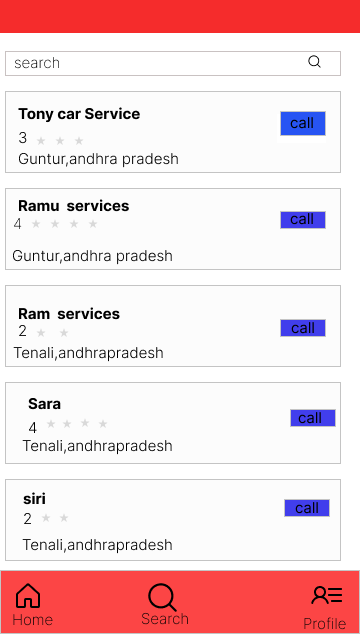 search
Tony car Service
call
3
Guntur,andhra pradesh
Ramu services
call
4
Guntur,andhra pradesh
Ram services
call
2
Tenali,andhrapradesh
Sara
call
4
Tenali,andhrapradesh
siri
call
2
Tenali,andhrapradesh
Home
Search
Profile